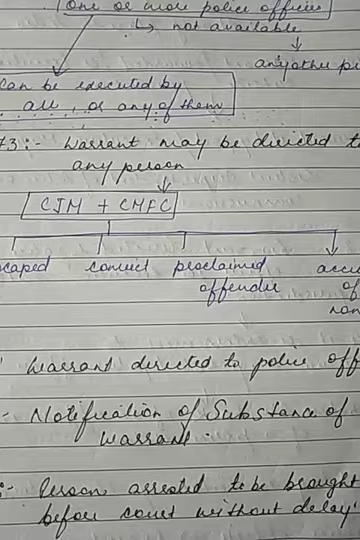 One or more police officers
↳ not available
any other p
can be executed by
all, or any of them
73:- Warrant may be directed to
any person
CJM + CMFC
scaped convict proclaimed accu
offender of
non
Warrant directed to police off
:- Notification of Substance of
Warrant.
:- Person arrested to be brought
before court without delay.